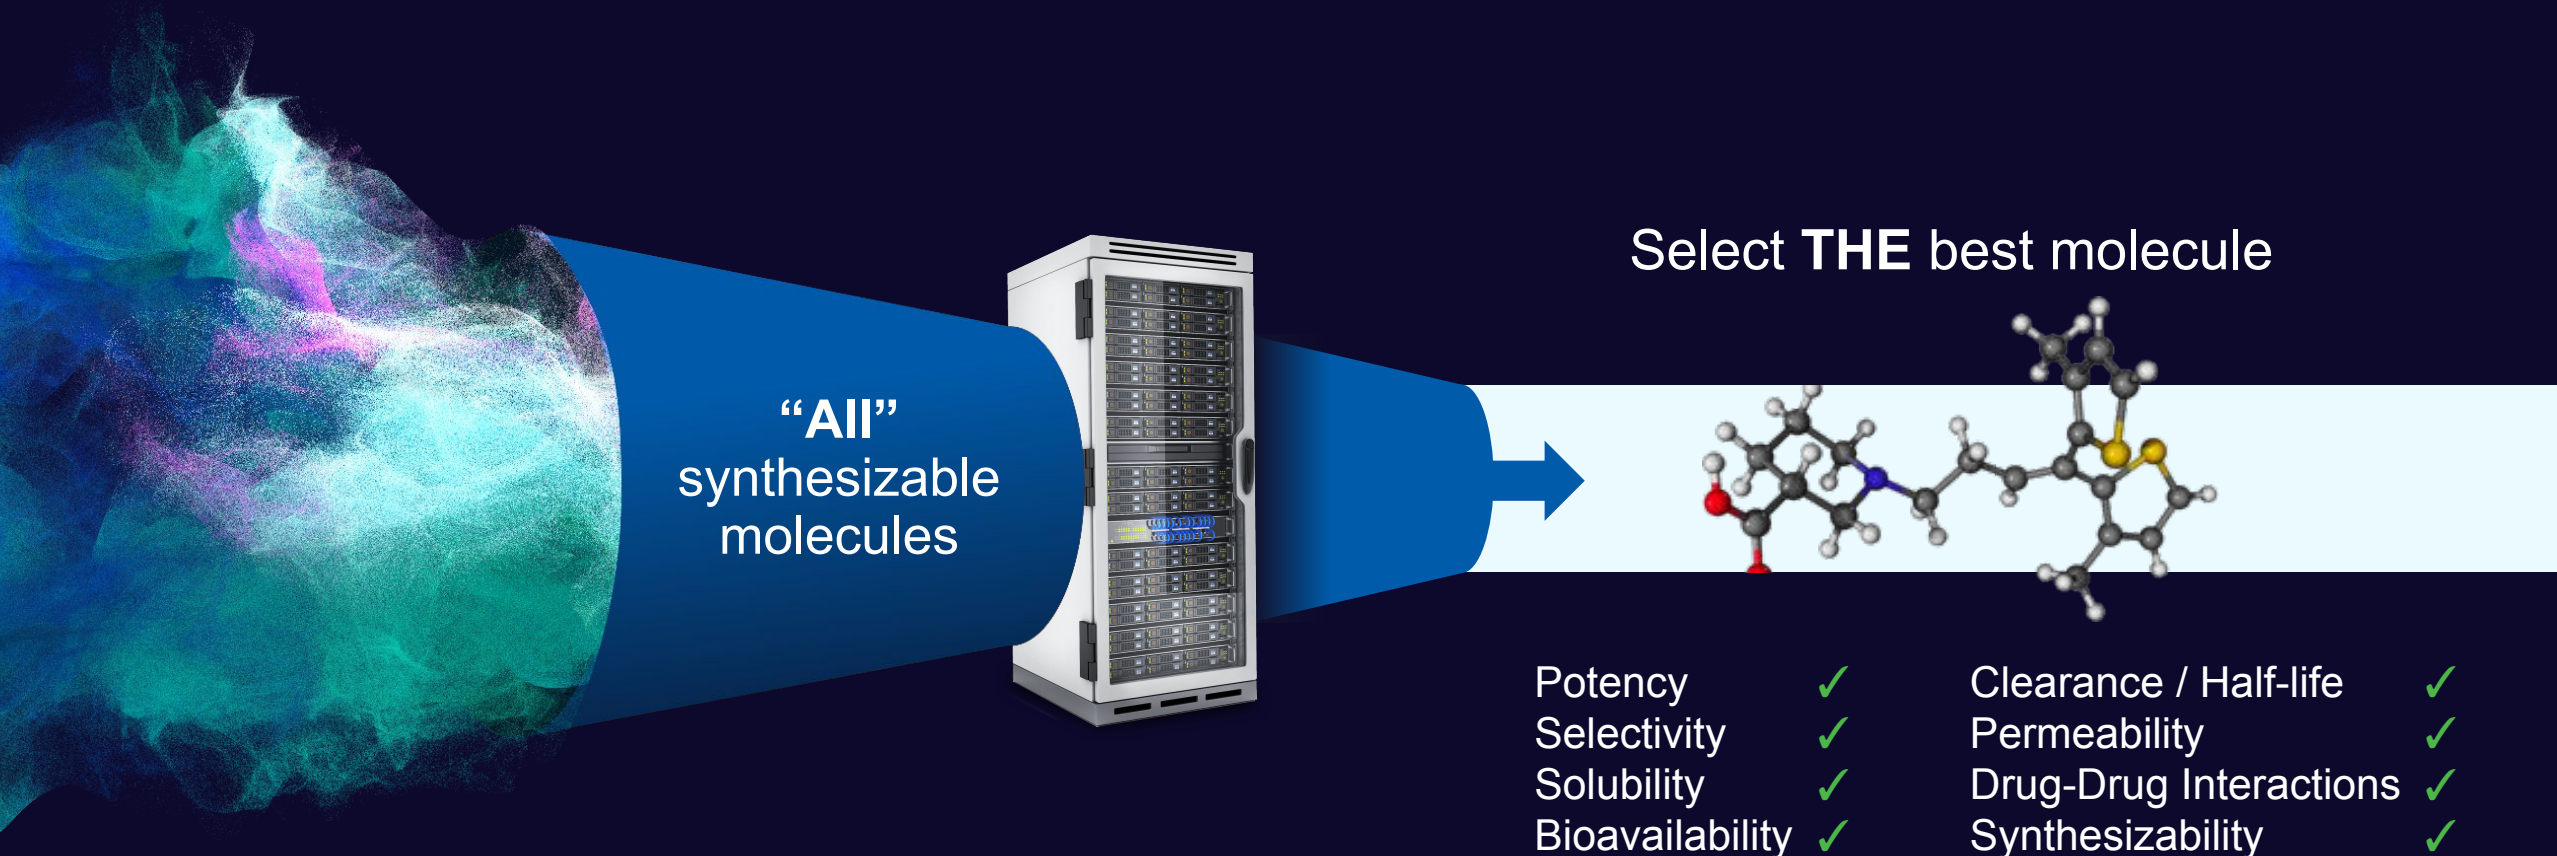 “All”
synthesizable
molecules
Select THE best molecule
Potency ✓
Selectivity ✓
Solubility ✓
Bioavailability ✓
Clearance / Half-life ✓
Permeability ✓
Drug-Drug Interactions ✓
Synthesizability ✓